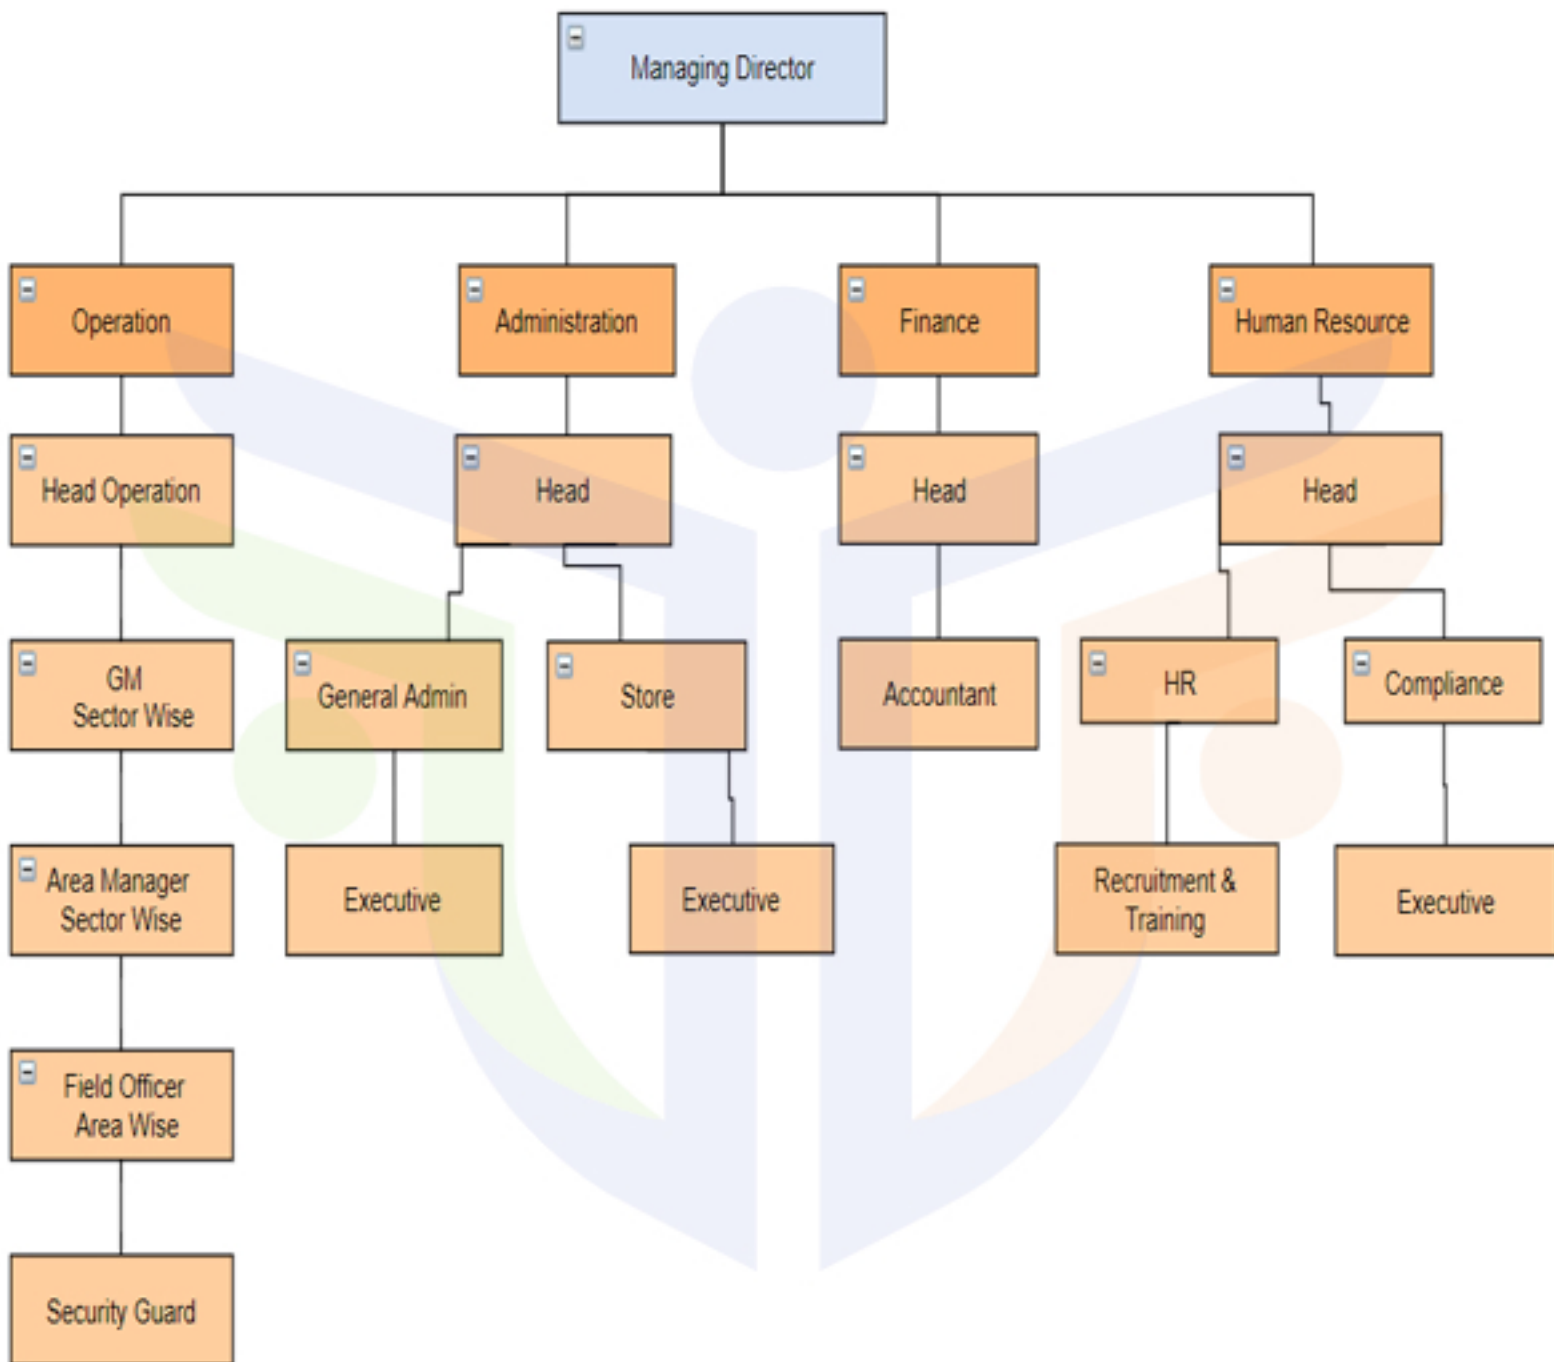 Managing Director
Operation
Administration
Finance
Human Resource
Head Operation
Head
Head
Head
GM
Sector Wise
General Admin
Store
Accountant
HR
Compliance
Area Manager
Sector Wise
Executive
Executive
Recruitment &
Training
Executive
Field Officer
Area Wise
Security Guard